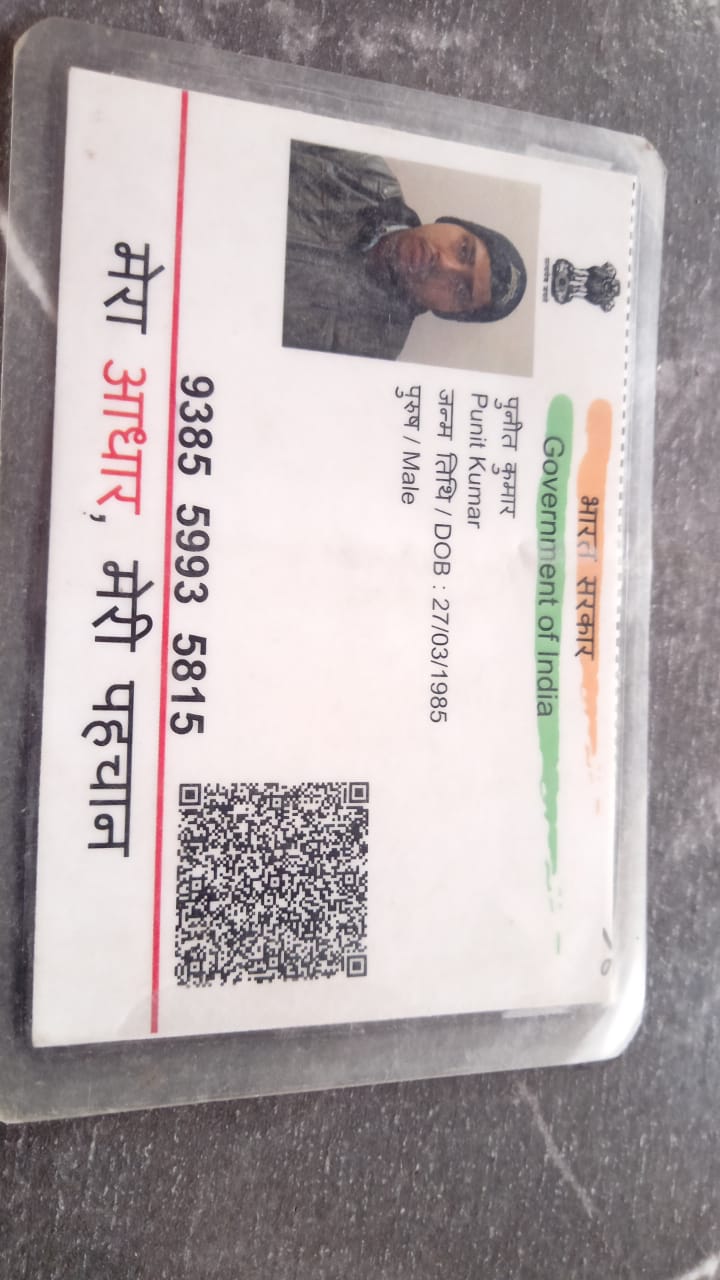 भारत सरकार
Government of India
पुनीत कुमार
Punit Kumar
जन्म तिथि / DOB : 27/03/1985
पुरुष / Male
9385 5993 5815
मेरा आधार, मेरी पहचान